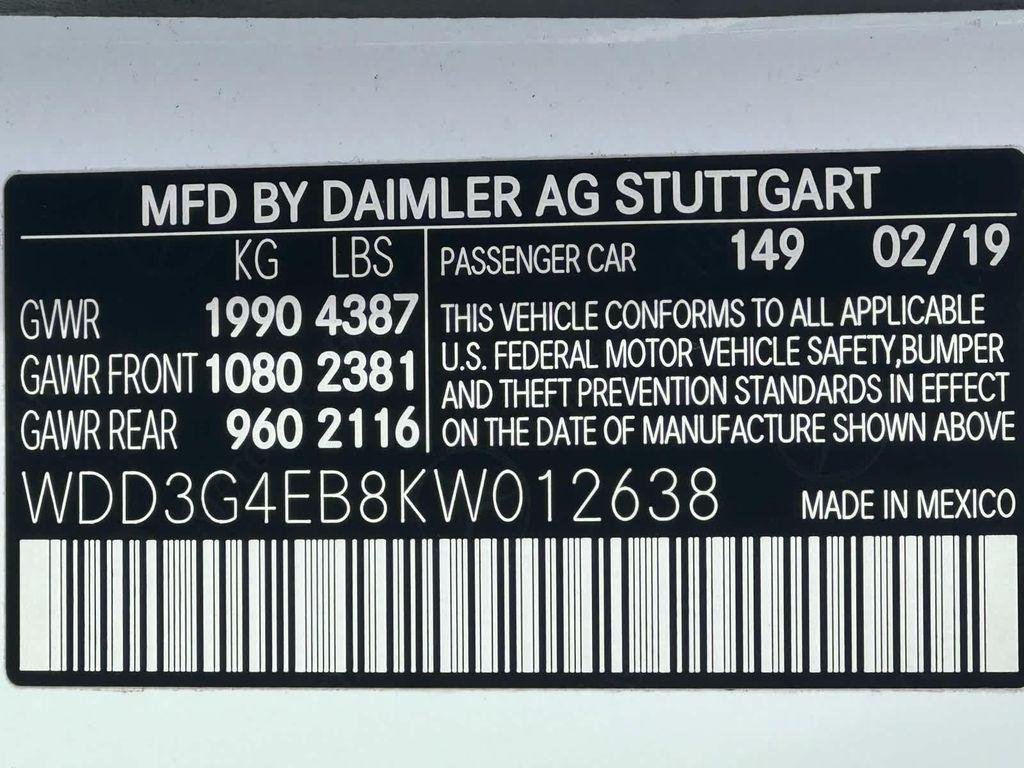 MFD BY DAIMLER AG STUTTGART
KG LBS
GVWR 1990 4387
GAWR FRONT 1080 2381
GAWR REAR 960 2116
PASSENGER CAR 149 02/19
THIS VEHICLE CONFORMS TO ALL APPLICABLE
U.S. FEDERAL MOTOR VEHICLE SAFETY,BUMPER
AND THEFT PREVENTION STANDARDS IN EFFECT
ON THE DATE OF MANUFACTURE SHOWN ABOVE
WDD3G4EB8KW012638
MADE IN MEXICO